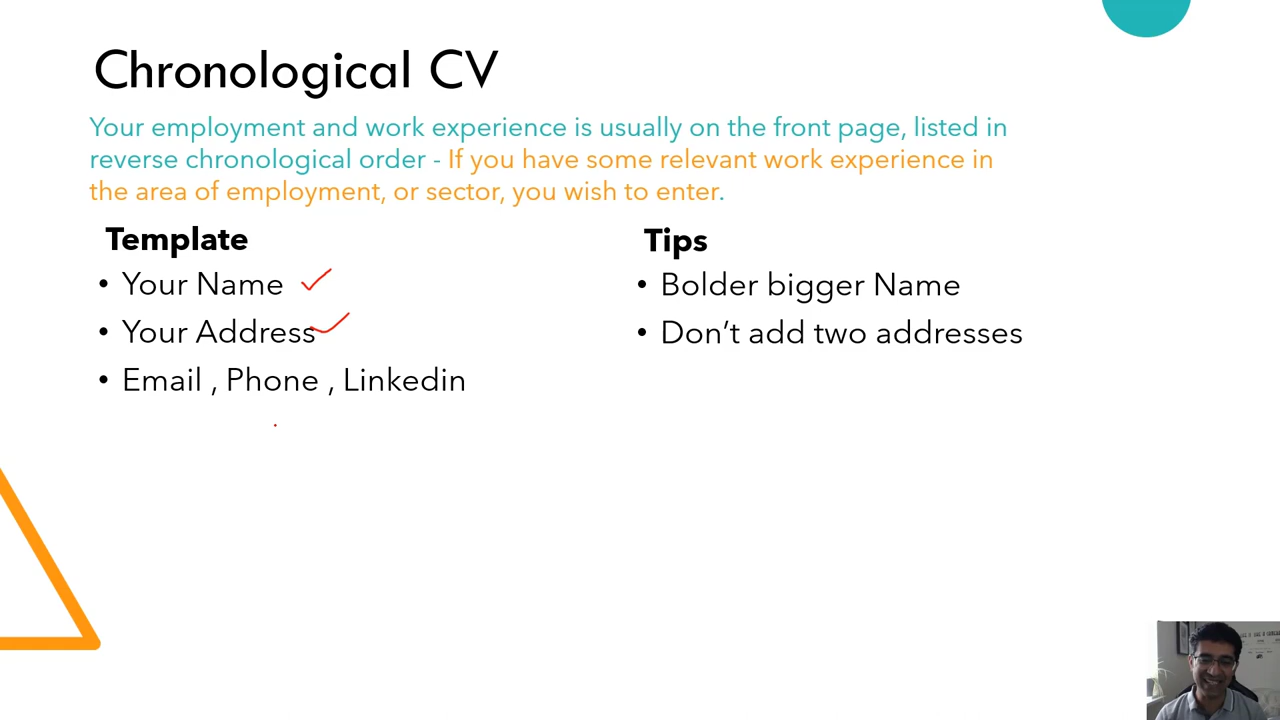 Chronological CV
Your employment and work experience is usually on the front page, listed in
reverse chronological order - If you have some relevant work experience in
the area of employment, or sector, you wish to enter.
Template
• Your Name
• Your Address
• Email , Phone , Linkedin
Tips
• Bolder bigger Name
• Don’t add two addresses